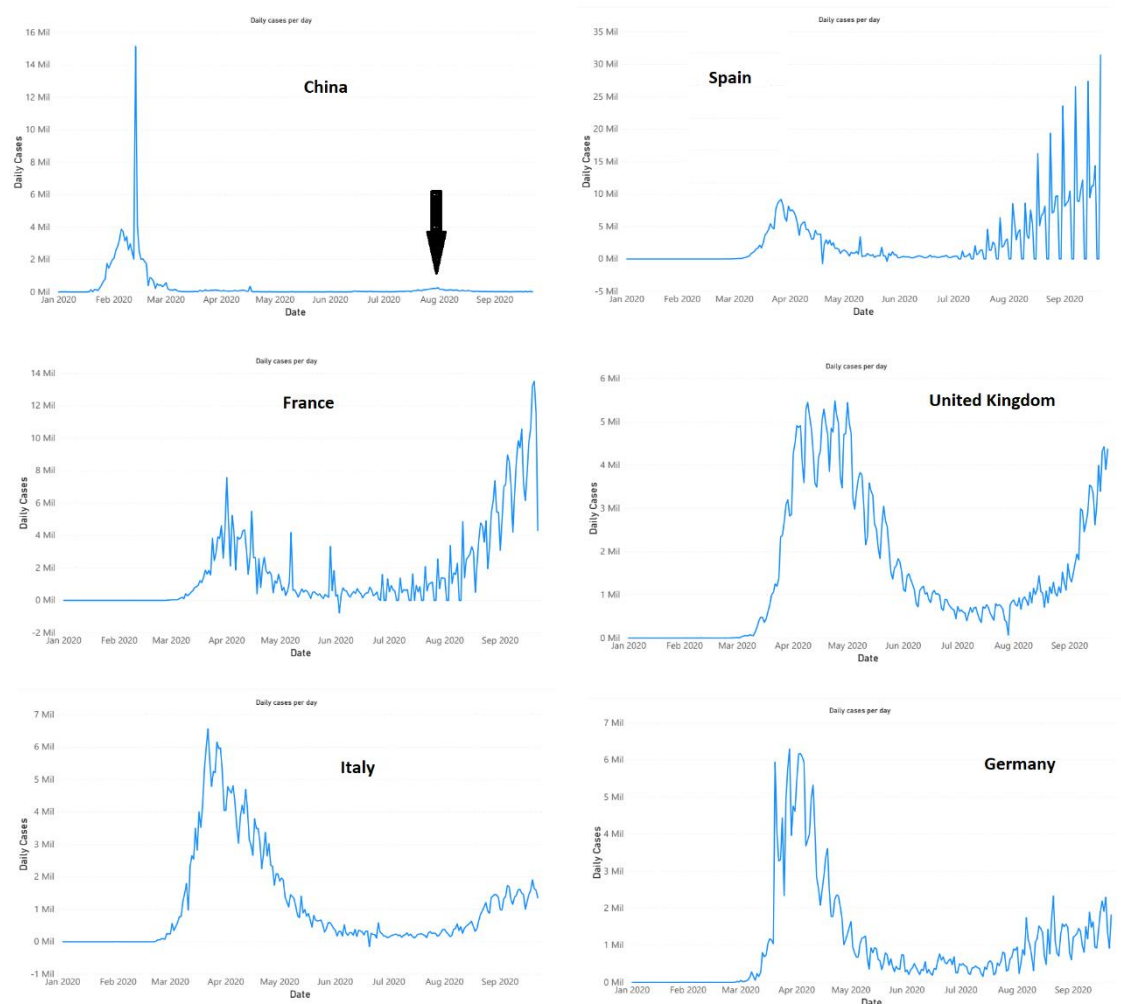 Daily cases per day
China
16 Mil
14 Mil
12 Mil
10 Mil
8 Mil
6 Mil
4 Mil
2 Mil
0 Mil
Daily Cases
Jan 2020 Feb 2020 Mar 2020 Apr 2020 May 2020 Jun 2020 Jul 2020 Aug 2020 Sep 2020
Date
Daily cases per day
Spain
35 Mil
30 Mil
25 Mil
20 Mil
15 Mil
10 Mil
5 Mil
0 Mil
-5 Mil
Daily Cases
Jan 2020 Feb 2020 Mar 2020 Apr 2020 May 2020 Jun 2020 Jul 2020 Aug 2020 Sep 2020
Date
Daily cases per day
France
14 Mil
12 Mil
10 Mil
8 Mil
6 Mil
4 Mil
2 Mil
0 Mil
-2 Mil
Daily Cases
Jan 2020 Feb 2020 Mar 2020 Apr 2020 May 2020 Jun 2020 Jul 2020 Aug 2020 Sep 2020
Date
Daily cases per day
United Kingdom
6 Mil
5 Mil
4 Mil
3 Mil
2 Mil
1 Mil
0 Mil
Daily Cases
Jan 2020 Feb 2020 Mar 2020 Apr 2020 May 2020 Jun 2020 Jul 2020 Aug 2020 Sep 2020
Date
Daily cases per day
Italy
7 Mil
6 Mil
5 Mil
4 Mil
3 Mil
2 Mil
1 Mil
0 Mil
-1 Mil
Daily Cases
Jan 2020 Feb 2020 Mar 2020 Apr 2020 May 2020 Jun 2020 Jul 2020 Aug 2020 Sep 2020
Date
Daily cases per day
Germany
7 Mil
6 Mil
5 Mil
4 Mil
3 Mil
2 Mil
1 Mil
0 Mil
Daily Cases
Jan 2020 Feb 2020 Mar 2020 Apr 2020 May 2020 Jun 2020 Jul 2020 Aug 2020 Sep 2020
Date